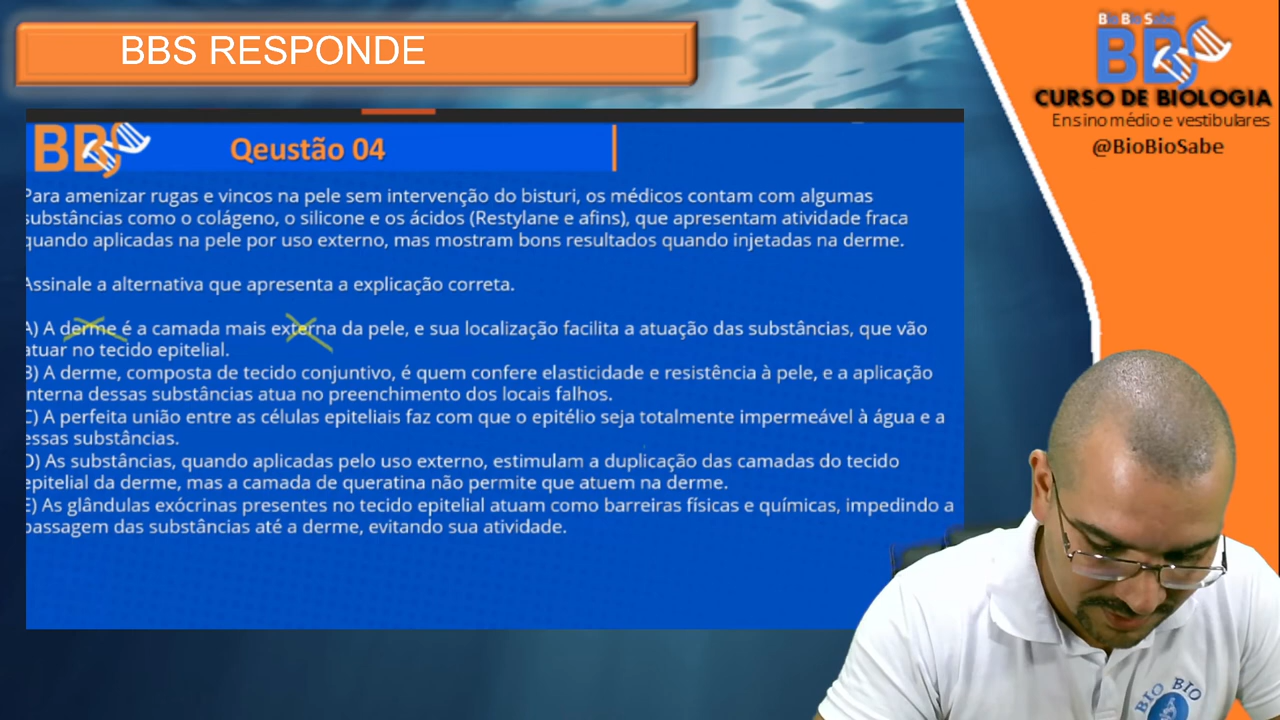 BBS RESPONDE
Bio Bio Sabe
BBS
CURSO DE BIOLOGIA
Ensino médio e vestibulares
@BioBioSabe
BBS
Qeustão 04
Para amenizar rugas e vincos na pele sem intervenção do bisturi, os médicos contam com algumas
substâncias como o colágeno, o silicone e os ácidos (Restylane e afins), que apresentam atividade fraca
quando aplicadas na pele por uso externo, mas mostram bons resultados quando injetadas na derme.
Assinale a alternativa que apresenta a explicação correta.
A) A derme é a camada mais externa da pele, e sua localização facilita a atuação das substâncias, que vão
atuar no tecido epitelial.
B) A derme, composta de tecido conjuntivo, é quem confere elasticidade e resistência à pele, e a aplicação
interna dessas substâncias atua no preenchimento dos locais falhos.
C) A perfeita união entre as células epiteliais faz com que o epitélio seja totalmente impermeável à água e a
essas substâncias.
D) As substâncias, quando aplicadas pelo uso externo, estimulam a duplicação das camadas do tecido
epitelial da derme, mas a camada de queratina não permite que atuem na derme.
E) As glândulas exócrinas presentes no tecido epitelial atuam como barreiras físicas e químicas, impedindo a
passagem das substâncias até a derme, evitando sua atividade.
BIO BIO